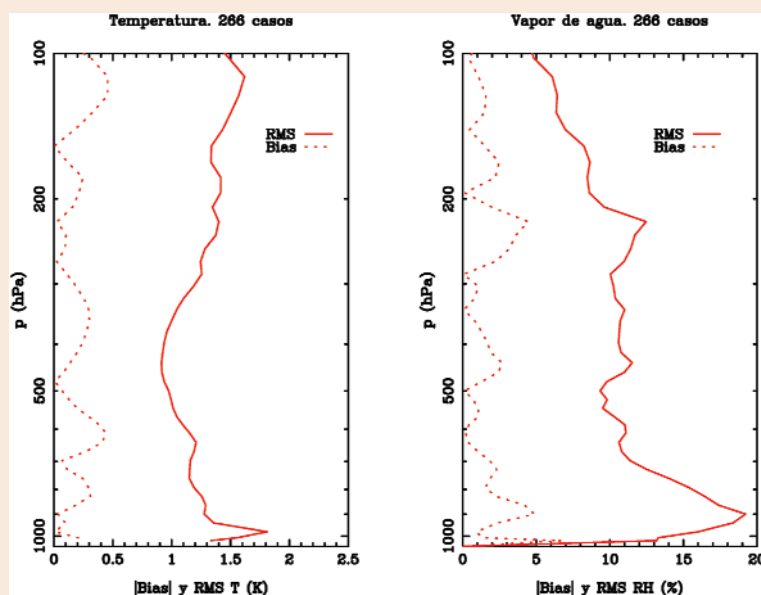 Temperatura. 266 casos
100
200
500
1000
p (hPa)
RMS
Bias
0
0.5
1
1.5
2
2.5
|Bias| y RMS T (K)
Vapor de agua. 266 casos
100
200
500
1000
p (hPa)
RMS
Bias
0
5
10
15
20
|Bias| y RMS RH (%)